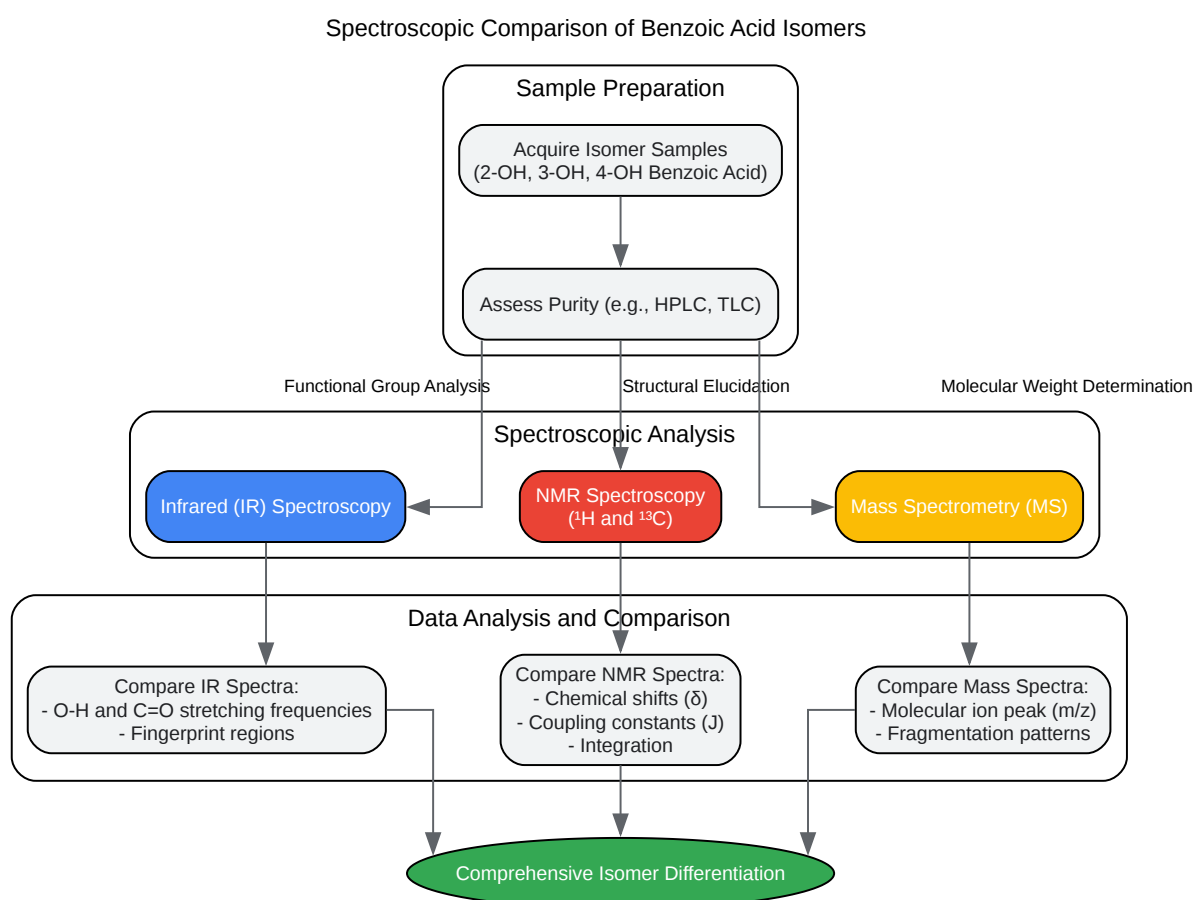 Spectroscopic Comparison of Benzoic Acid Isomers
Sample Preparation
Acquire Isomer Samples
(2-OH, 3-OH, 4-OH Benzoic Acid)
Assess Purity (e.g., HPLC, TLC)
Functional Group Analysis
Structural Elucidation
Molecular Weight Determination
Spectroscopic Analysis
Infrared (IR) Spectroscopy
NMR Spectroscopy
(¹H and ¹³C)
Mass Spectrometry (MS)
Data Analysis and Comparison
Compare IR Spectra:
- O-H and C=O stretching frequencies
- Fingerprint regions
Compare NMR Spectra:
- Chemical shifts (δ)
- Coupling constants (J)
- Integration
Compare Mass Spectra:
- Molecular ion peak (m/z)
- Fragmentation patterns
Comprehensive Isomer Differentiation